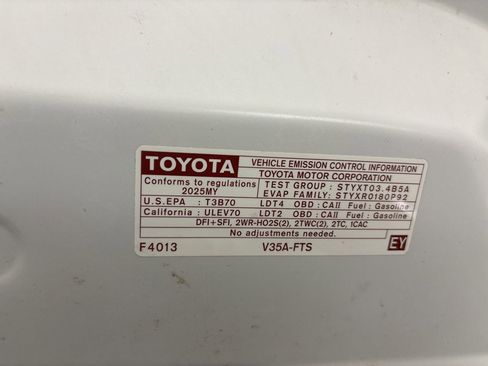 TOYOTA VEHICLE EMISSION CONTROL INFORMATION
TOYOTA MOTOR CORPORATION
Conforms to regulations TEST GROUP : STYXT03.4B5A
2025MY EVAP FAMILY: STYXR0180P92
U.S.EPA : T3B70 LDT4 OBD : CAII Fuel : Gasoline
California : ULEV70 LDT2 OBD : CAII Fuel : Gasoline
DFI+SFI, 2WR-HO2S(2), 2TWC(2), 2TC, 1CAC
No adjustments needed.
F4013 V35A-FTS EY